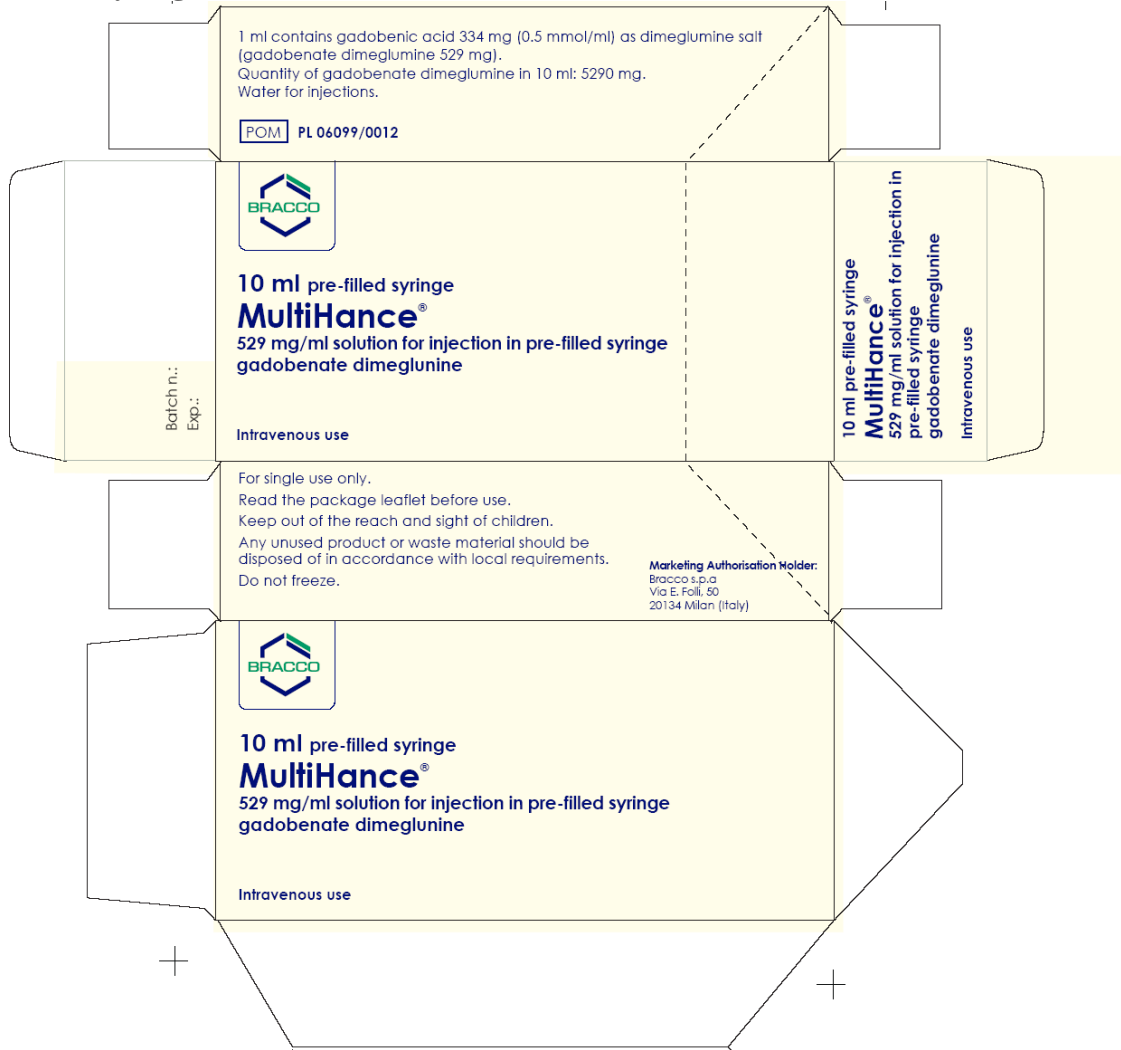 1 ml contains gadobenic acid 334 mg (0.5 mmol/ml) as dimeglumine salt
(gadobenate dimeglumine 529 mg).
Quantity of gadobenate dimeglumine in 10 ml: 5290 mg.
Water for injections.
POM PL 06099/0012
BRACCO
10 ml pre-filled syringe
MultiHance®
529 mg/ml solution for injection in pre-filled syringe
gadobenate dimeglunine
Intravenous use
Batch n.:
Exp.:
10 ml pre-filled syringe
MultiHance®
529 mg/ml solution for injection in
pre-filled syringe
gadobenate dimeglunine
Intravenous use
For single use only.
Read the package leaflet before use.
Keep out of the reach and sight of children.
Any unused product or waste material should be
disposed of in accordance with local requirements.
Do not freeze.
Marketing Authorisation Holder:
Bracco s.p.a
Via E. Folli, 50
20134 Milan (Italy)
BRACCO
10 ml pre-filled syringe
MultiHance®
529 mg/ml solution for injection in pre-filled syringe
gadobenate dimeglunine
Intravenous use